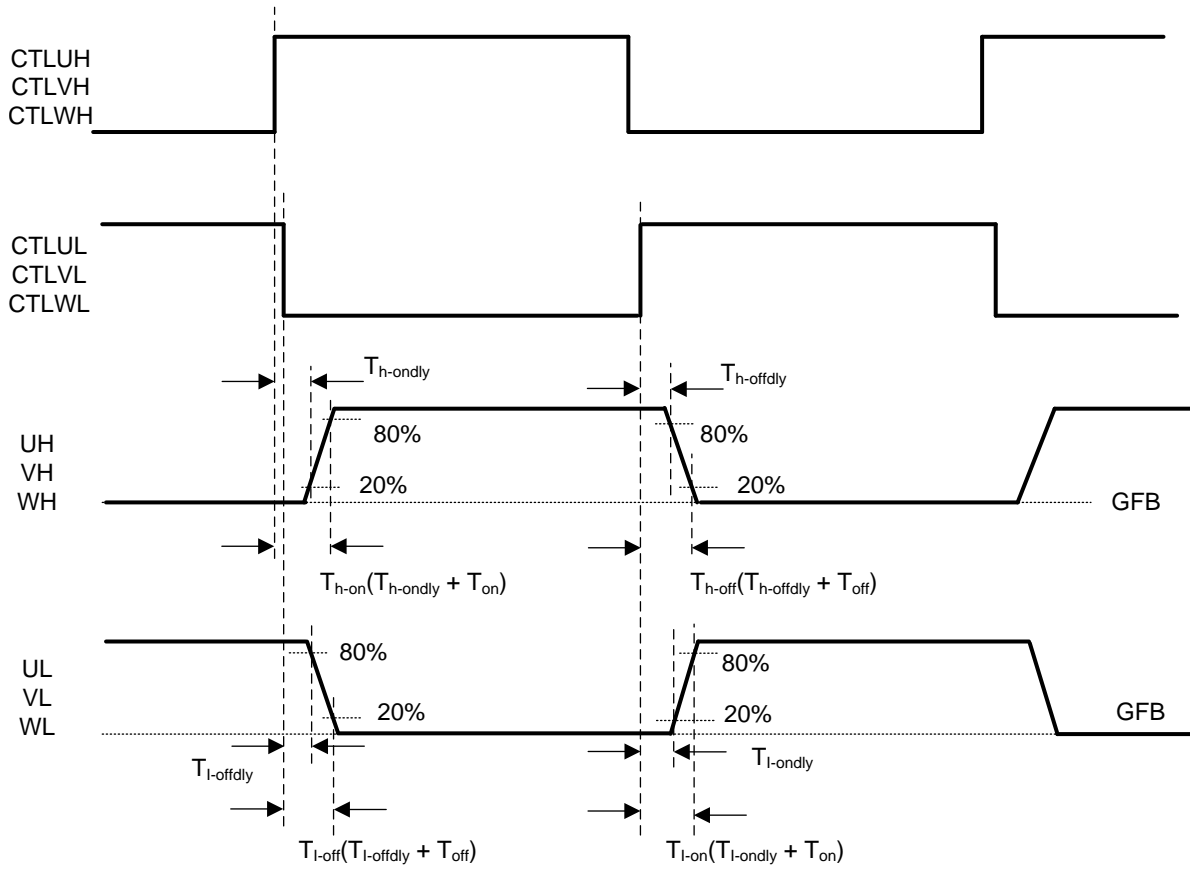 CTLUH
CTLVH
CTLWH
CTLUL
CTLVL
CTLWL
Th-ondly
Th-offdly
UH
VH
WH
80%
20%
80%
20%
GFB
Th-on(Th-ondly + Ton)
Th-off(Th-offdly + Toff)
UL
VL
WL
80%
20%
80%
20%
GFB
Tl-offdly
Tl-ondly
Tl-off(Tl-offdly + Toff)
Tl-on(Tl-ondly + Ton)